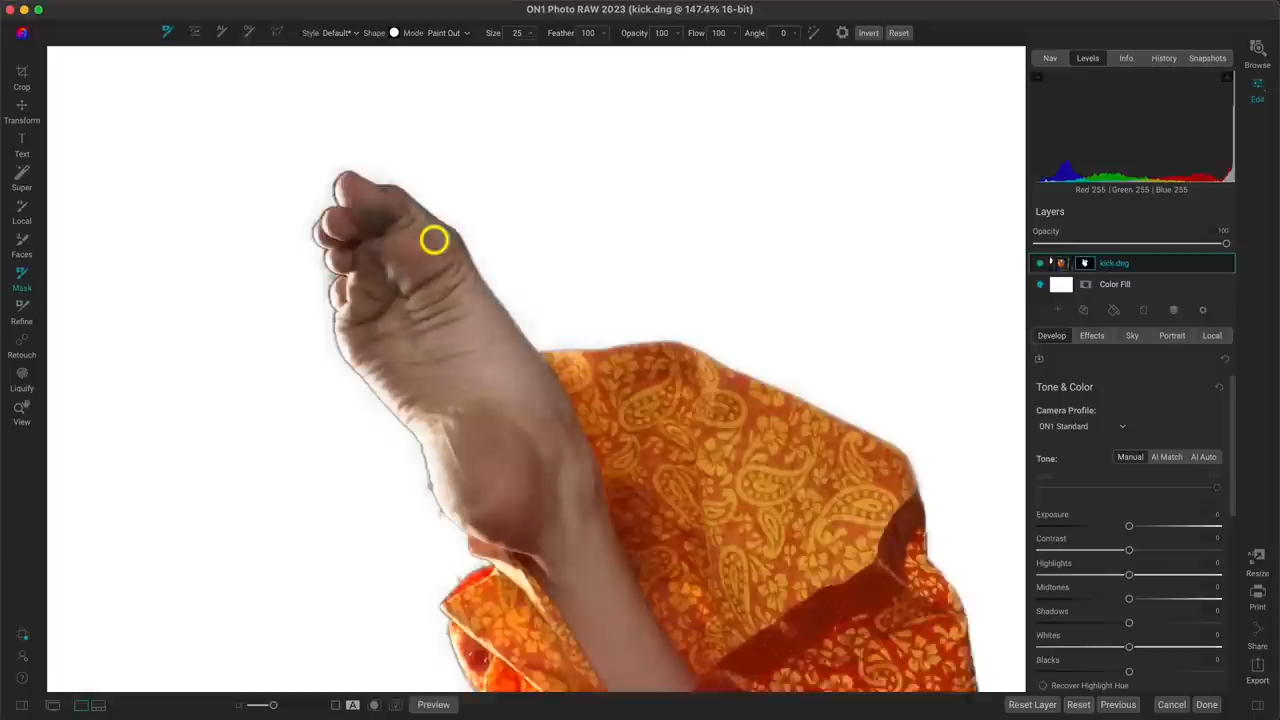 ON1 Photo RAW 2023 (kick.dng @ 147.4% 16-bit)
Style Default* Shape Mode Paint Out Size 25 Feather 100 Opacity 100 Flow 100 Angle 0 Invert Reset
Crop
Transform
Text
Super
Local
Faces
Mask
Refine
Retouch
Liquify
View
Nav Levels Info History Snapshots
Red 255 | Green 255 | Blue 255
Layers
Opacity 100
kick.dng
Color Fill
Develop Effects Sky Portrait Local
Tone & Color
Camera Profile:
ON1 Standard
Tone: Manual AI Match AI Auto
Exposure 0
Contrast 0
Highlights 0
Midtones 0
Shadows 0
Whites 0
Blacks 0
Recover Highlight Hue
Browse
Edit
Resize
Print
Share
Export
A Preview
Reset Layer Reset Previous Cancel Done